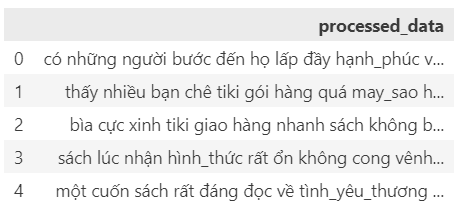 processed_data
0 có những người bước đến họ lấp đầy hạnh_phúc v...
1 thấy nhiều bạn chê tiki gói hàng quá may_sao h...
2 bìa cực xinh tiki giao hàng nhanh sách không b...
3 sách lúc nhận hình_thức rất ổn không cong vênh...
4 một cuốn sách rất đáng đọc về tình_yêu_thương ...